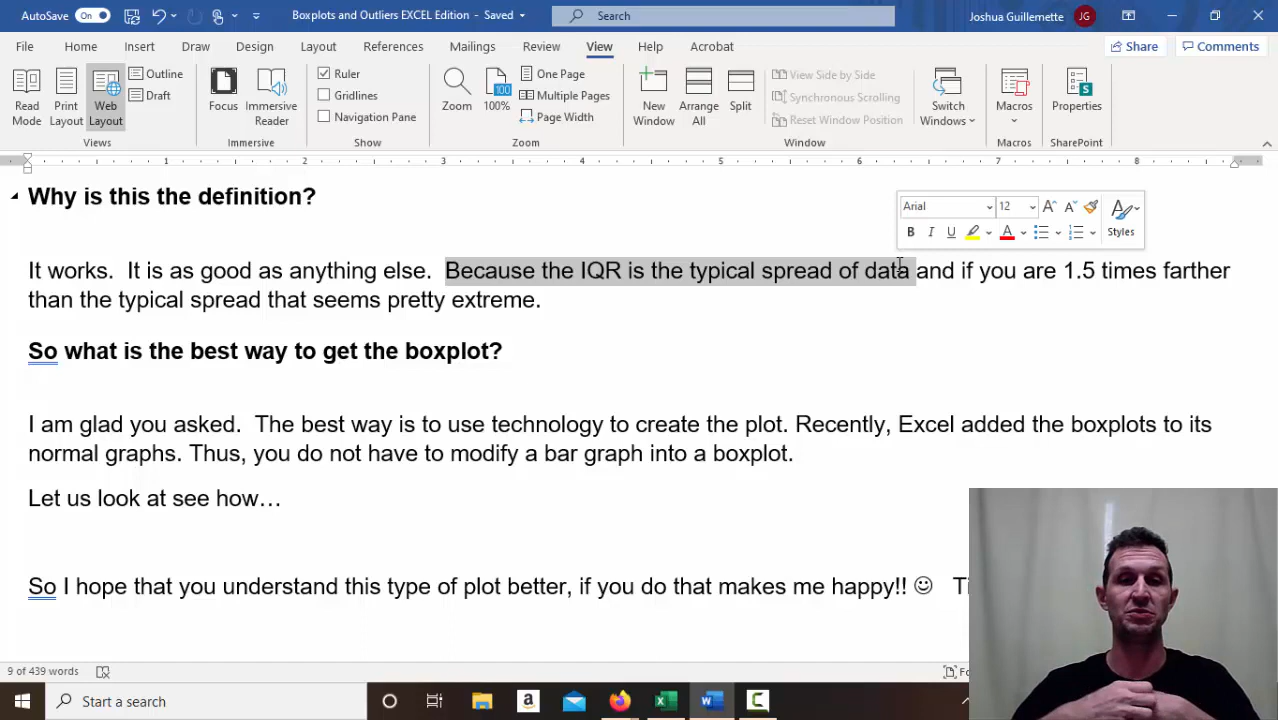 AutoSave On Boxplots and Outliers EXCEL Edition - Saved Search Joshua Guillemette JG
File Home Insert Draw Design Layout References Mailings Review View Help Acrobat Share Comments
Read Mode
Print Layout
Web Layout
Outline
Draft
Views
Focus
Immersive Reader
Immersive
Ruler
Gridlines
Navigation Pane
Show
Zoom
100
100%
One Page
Multiple Pages
Page Width
Zoom
New Window
Arrange All
Split
View Side by Side
Synchronous Scrolling
Reset Window Position
Switch Windows
Window
Macros
Macros
Properties
SharePoint
1 2 3 4 5 6 7 8
Why is this the definition?
Arial 12
B I U A Styles
It works. It is as good as anything else. Because the IQR is the typical spread of data and if you are 1.5 times farther
than the typical spread that seems pretty extreme.
So what is the best way to get the boxplot?
I am glad you asked. The best way is to use technology to create the plot. Recently, Excel added the boxplots to its
normal graphs. Thus, you do not have to modify a bar graph into a boxplot.
Let us look at see how…
So I hope that you understand this type of plot better, if you do that makes me happy!! ☺
9 of 439 words
Start a search